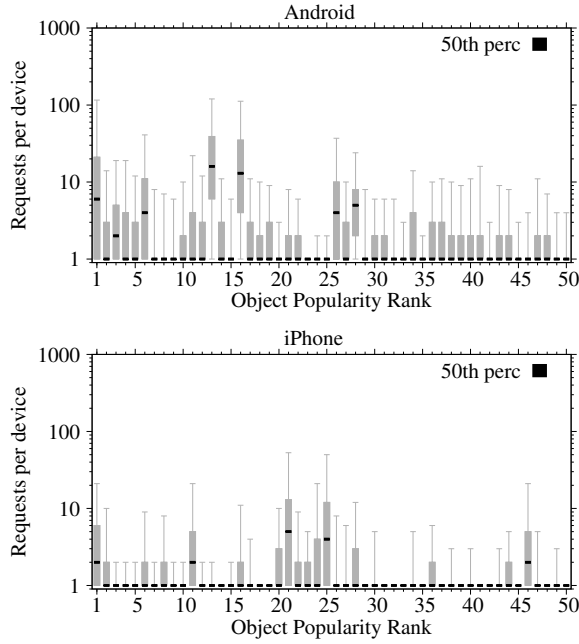 Android
1000
100
10
1
Requests per device
50th perc
1 5 10 15 20 25 30 35 40 45 50
Object Popularity Rank
iPhone
1000
100
10
1
Requests per device
50th perc
1 5 10 15 20 25 30 35 40 45 50
Object Popularity Rank